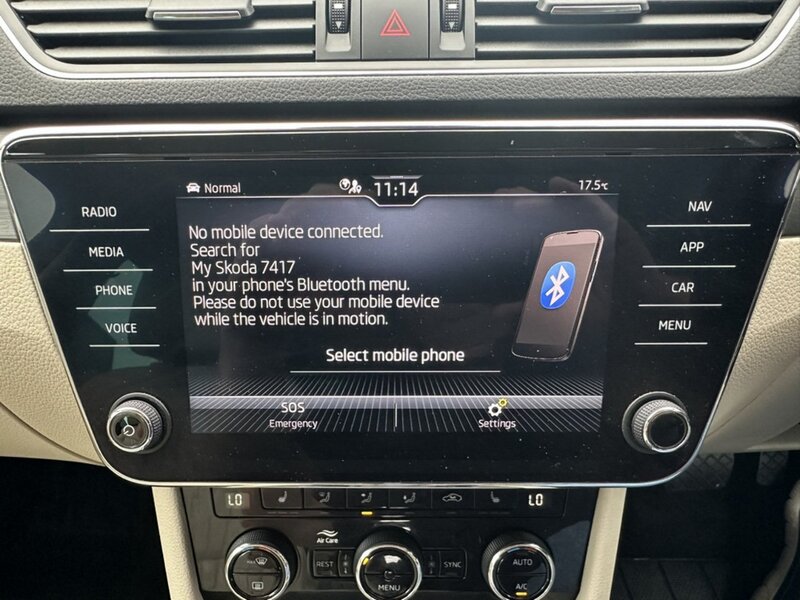 Normal
11:14
17.5°C
RADIO
MEDIA
PHONE
VOICE
No mobile device connected.
Search for
My Skoda 7417
in your phone's Bluetooth menu.
Please do not use your mobile device
while the vehicle is in motion.
Select mobile phone
SOS
Emergency
Settings
NAV
APP
CAR
MENU
LO
LO
Air Care
MAX
REST
MENU
SYNC
AUTO
A/C